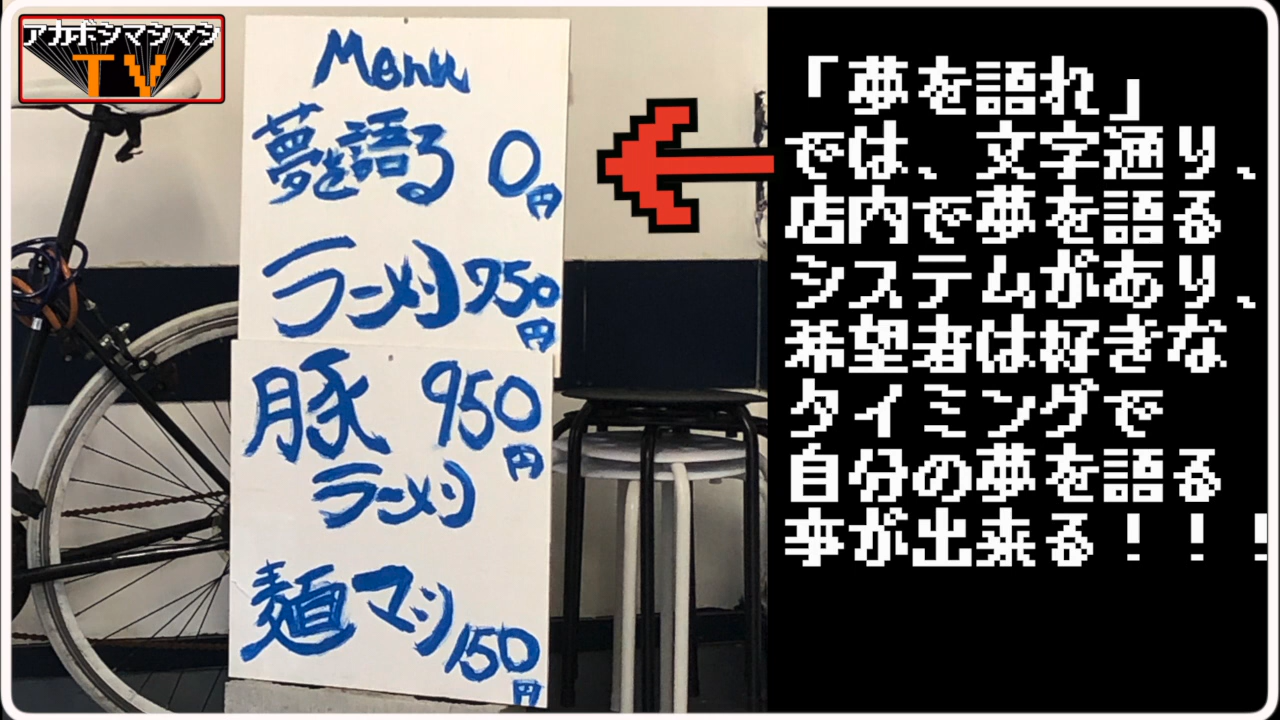 アカボシマシマシ
TV
Menu
夢を語る 0円
ラーメン 750円
豚 950円
ラーメン
麺マシ 150円
「夢を語れ」
では、文字通り、
店内で夢を語る
システムがあり、
希望者は好きな
タイミングで
自分の夢を語る
事が出来る！！！